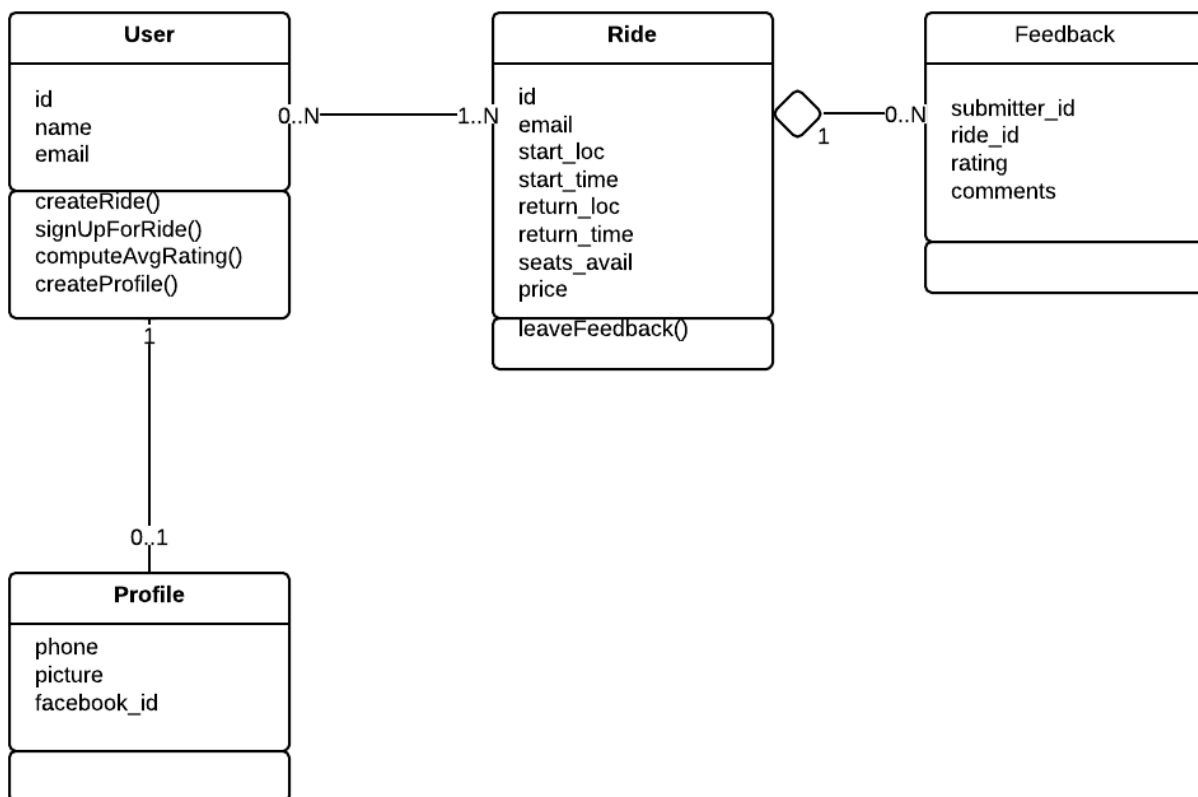 User
id
name
email
createRide()
signUpForRide()
computeAvgRating()
createProfile()
0..N
1..N
Ride
id
email
start_loc
start_time
return_loc
return_time
seats_avail
price
leaveFeedback()
1
0..N
Feedback
submitter_id
ride_id
rating
comments
1
0..1
Profile
phone
picture
facebook_id